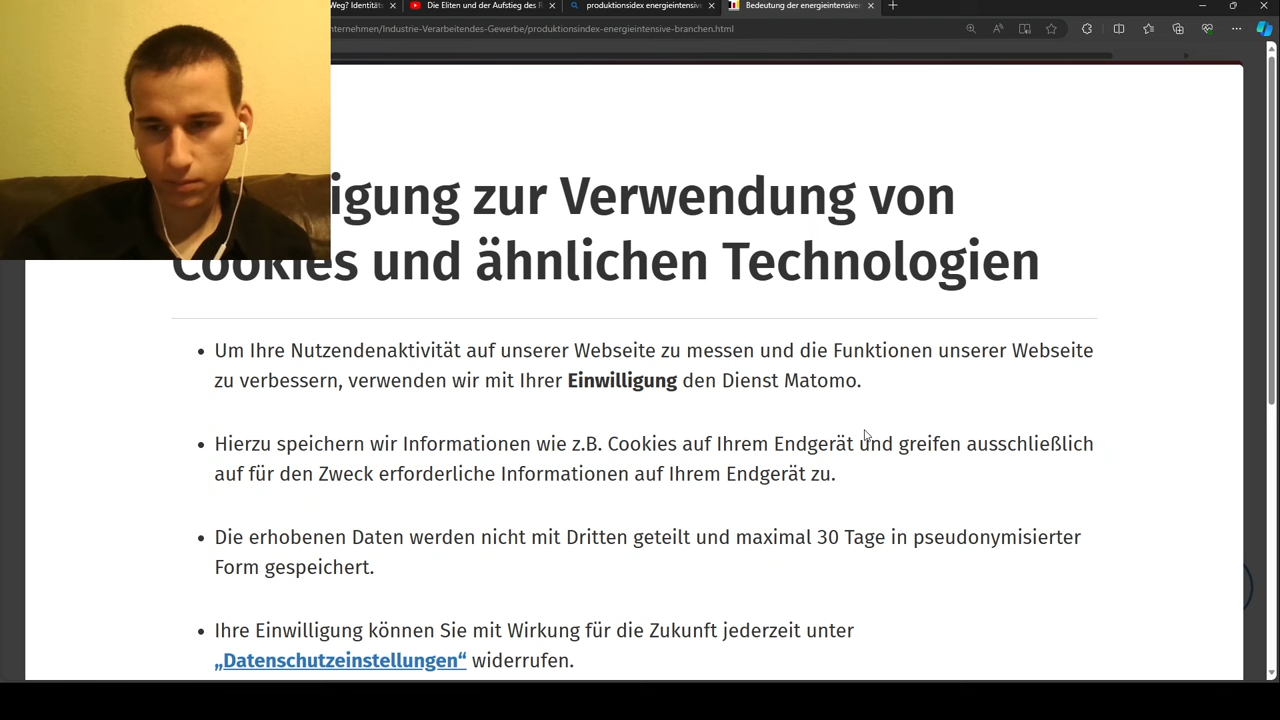 Weg? Identitäts
Die Eliten und der Aufstieg des R
produktionsidex energieintensive
Bedeutung der energieintensiver
nternehmen/Industrie-Verarbeitendes-Gewerbe/produktionsindex-energieintensive-branchen.html
igung zur Verwendung von
Cookies und ähnlichen Technologien
• Um Ihre Nutzendenaktivität auf unserer Webseite zu messen und die Funktionen unserer Webseite
zu verbessern, verwenden wir mit Ihrer Einwilligung den Dienst Matomo.
• Hierzu speichern wir Informationen wie z.B. Cookies auf Ihrem Endgerät und greifen ausschließlich
auf für den Zweck erforderliche Informationen auf Ihrem Endgerät zu.
• Die erhobenen Daten werden nicht mit Dritten geteilt und maximal 30 Tage in pseudonymisierter
Form gespeichert.
• Ihre Einwilligung können Sie mit Wirkung für die Zukunft jederzeit unter
„Datenschutzeinstellungen“ widerrufen.